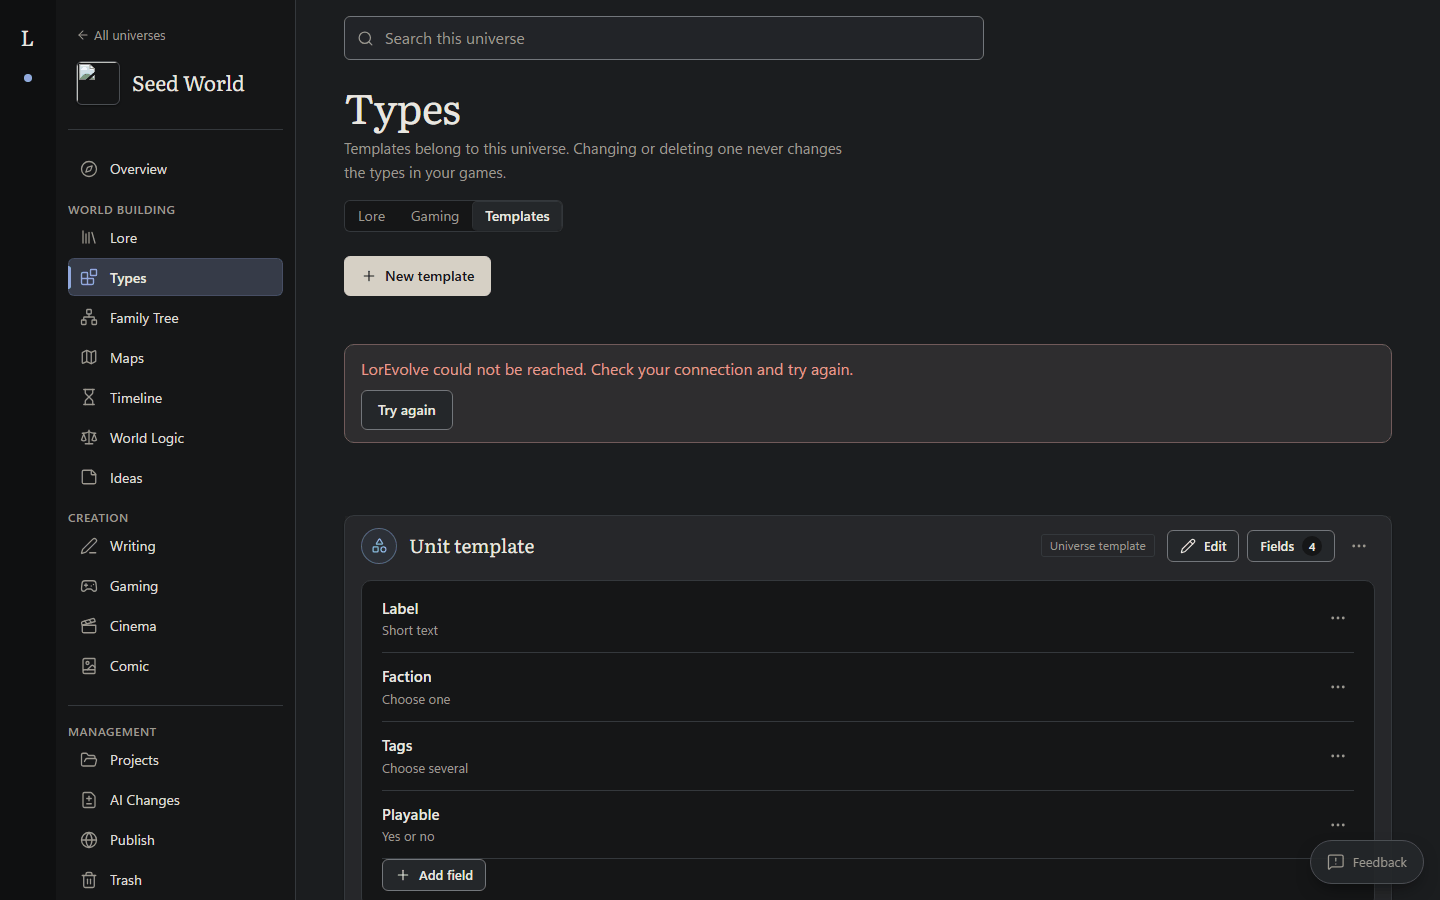 L
All universes
Seed World
Overview
WORLD BUILDING
Lore
Types
Family Tree
Maps
Timeline
World Logic
Ideas
CREATION
Writing
Gaming
Cinema
Comic
MANAGEMENT
Projects
AI Changes
Publish
Trash
Search this universe
Types
Templates belong to this universe. Changing or deleting one never changes
the types in your games.
Lore Gaming Templates
New template
LorEvolve could not be reached. Check your connection and try again.
Try again
Unit template
Universe template Edit Fields 4
Label
Short text
Faction
Choose one
Tags
Choose several
Playable
Yes or no
Add field
Feedback